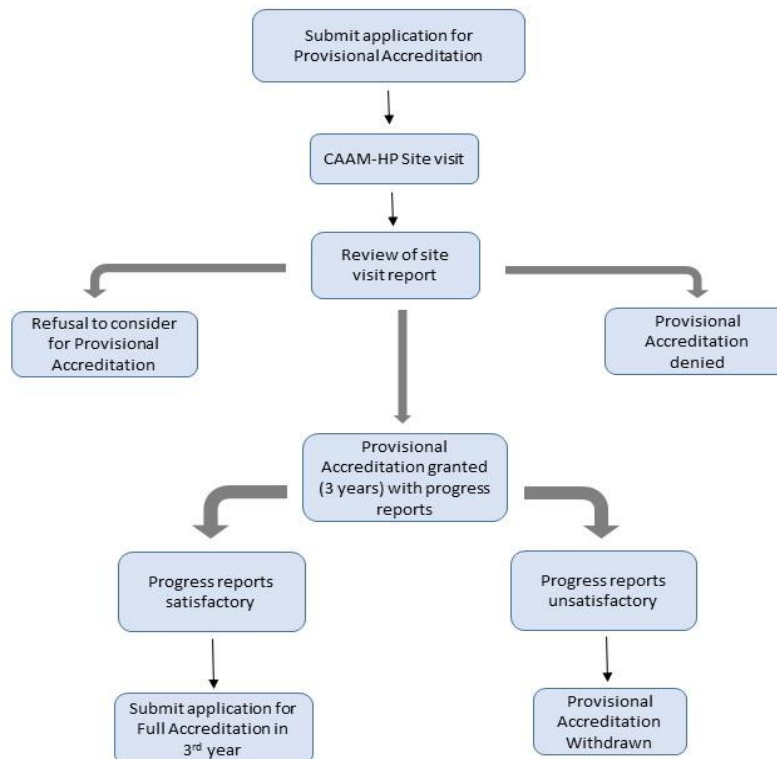 Submit application for
Provisional Accreditation
CAAM-HP Site visit
Review of site
visit report
Refusal to consider
for Provisional
Accreditation
Provisional
Accreditation
denied
Provisional
Accreditation granted
(3 years) with progress
reports
Progress reports
satisfactory
Progress reports
unsatisfactory
Submit application for
Full Accreditation in
3rd year
Provisional
Accreditation
Withdrawn